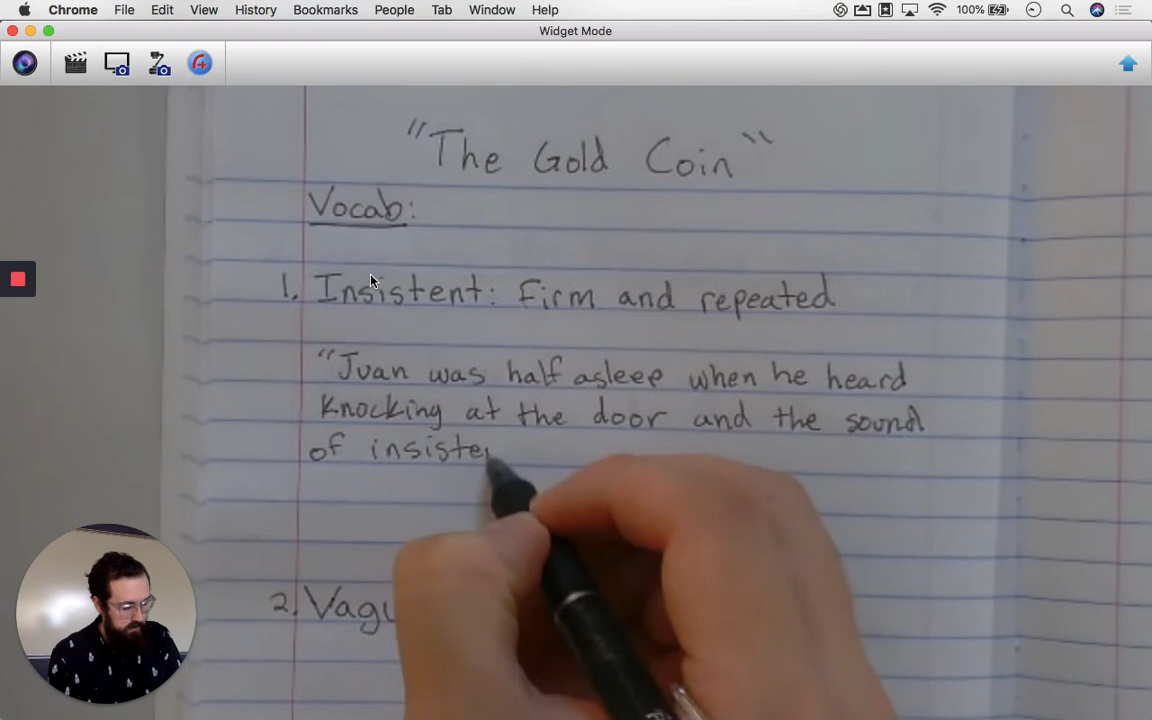 Chrome File Edit View History Bookmarks People Tab Window Help 100%
Widget Mode
"The Gold Coin"
Vocab:
1. Insistent: Firm and repeated
"Juan was half asleep when he heard
knocking at the door and the sound
of insiste
2. Vagu